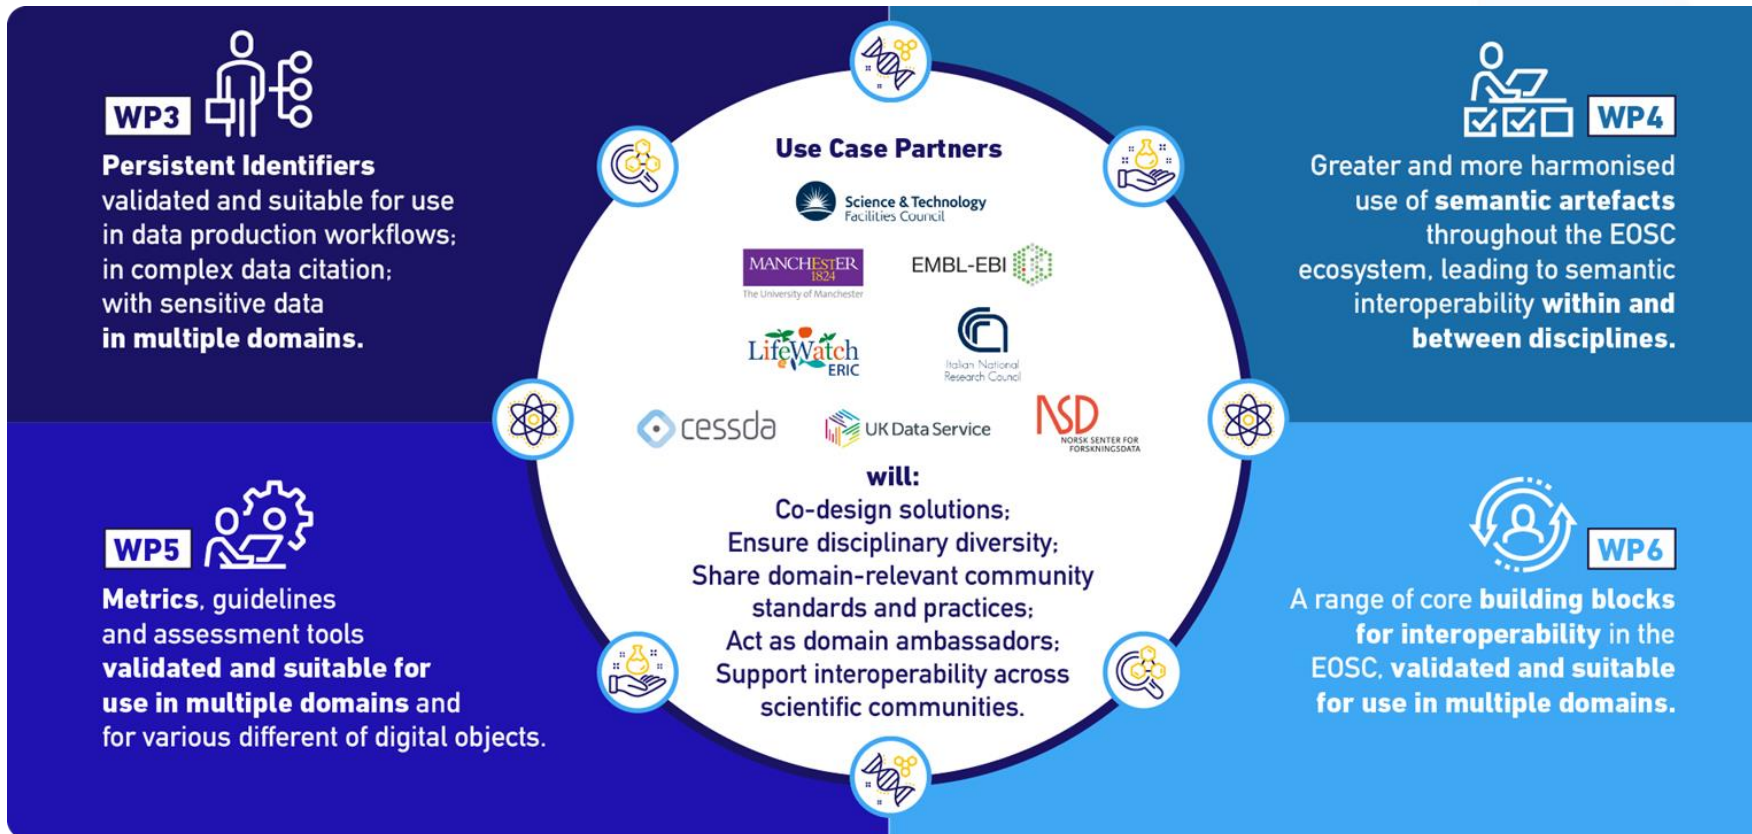 WP3
Persistent Identifiers
validated and suitable for use
in data production workflows;
in complex data citation;
with sensitive data
in multiple domains.
WP4
Greater and more harmonised
use of semantic artefacts
throughout the EOSC
ecosystem, leading to semantic
interoperability within and
between disciplines.
Use Case Partners
Science & Technology
Facilities Council
MANCHESTER
1824
The University of Manchester
EMBL-EBI
LifeWatch
ERIC
Italian National
Research Council
cessda
UK Data Service
NSD
NORSK SENTER FOR
FORSKNINGSDATA
will:
Co-design solutions;
Ensure disciplinary diversity;
Share domain-relevant community
standards and practices;
Act as domain ambassadors;
Support interoperability across
scientific communities.
WP5
Metrics, guidelines
and assessment tools
validated and suitable for
use in multiple domains and
for various different of digital objects.
WP6
A range of core building blocks
for interoperability in the
EOSC, validated and suitable
for use in multiple domains.